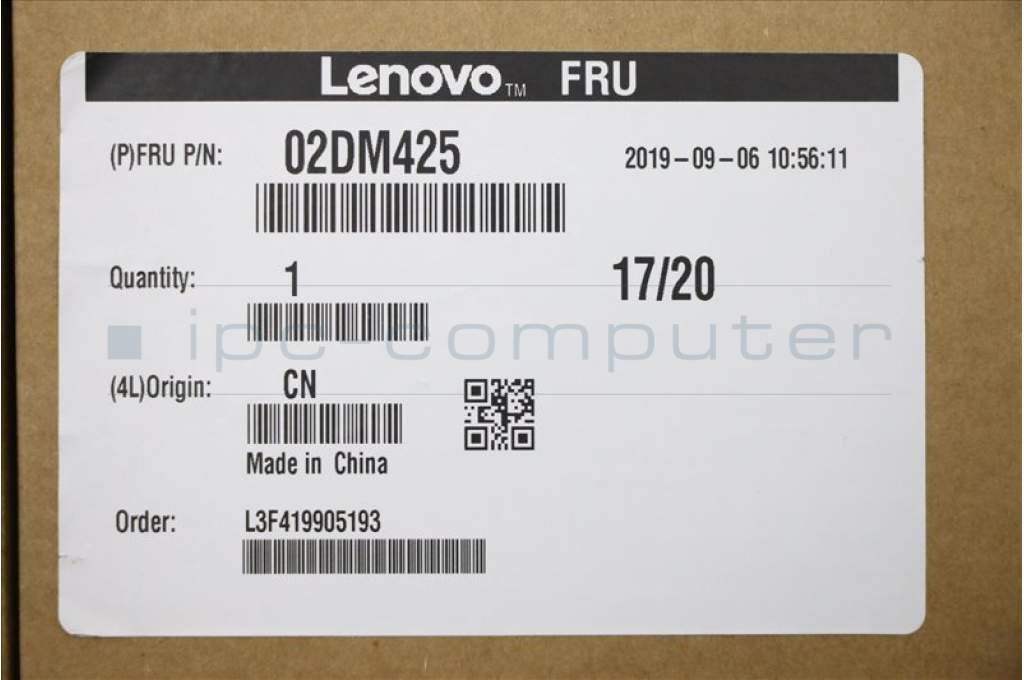 Lenovo™ FRU
(P)FRU P/N: 02DM425 2019-09-06 10:56:11
Quantity: 1 17/20
ipc-computer
(4L)Origin: CN
Made in China
Order: L3F419905193